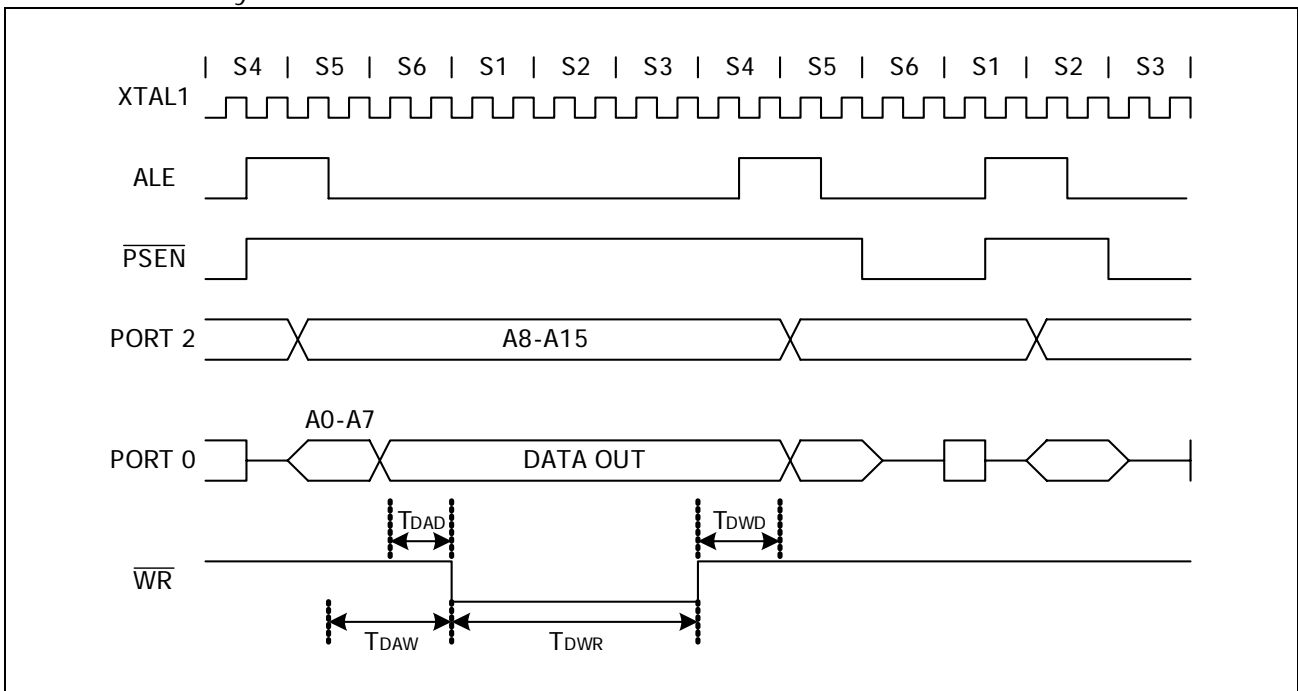 | S4 | S5 | S6 | S1 | S2 | S3 | S4 | S5 | S6 | S1 | S2 | S3 |
XTAL1
ALE
PSEN
PORT 2 A8-A15
A0-A7
PORT 0 DATA OUT
TDAD TDWD
WR
TDAW TDWR